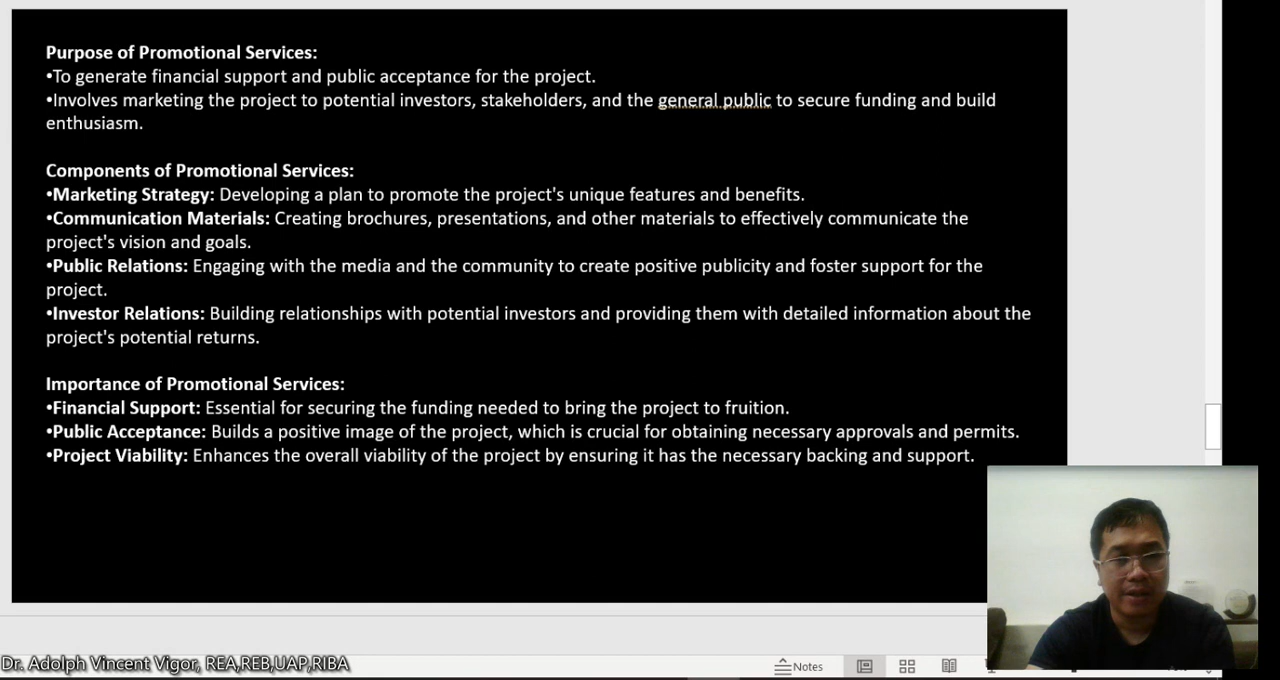 Purpose of Promotional Services:
•To generate financial support and public acceptance for the project.
•Involves marketing the project to potential investors, stakeholders, and the general public to secure funding and build
enthusiasm.
Components of Promotional Services:
•Marketing Strategy: Developing a plan to promote the project's unique features and benefits.
•Communication Materials: Creating brochures, presentations, and other materials to effectively communicate the
project's vision and goals.
•Public Relations: Engaging with the media and the community to create positive publicity and foster support for the
project.
•Investor Relations: Building relationships with potential investors and providing them with detailed information about the
project's potential returns.
Importance of Promotional Services:
•Financial Support: Essential for securing the funding needed to bring the project to fruition.
•Public Acceptance: Builds a positive image of the project, which is crucial for obtaining necessary approvals and permits.
•Project Viability: Enhances the overall viability of the project by ensuring it has the necessary backing and support.
Dr. Adolph Vincent Vigor, REA,REB,UAP,RIBA
Notes